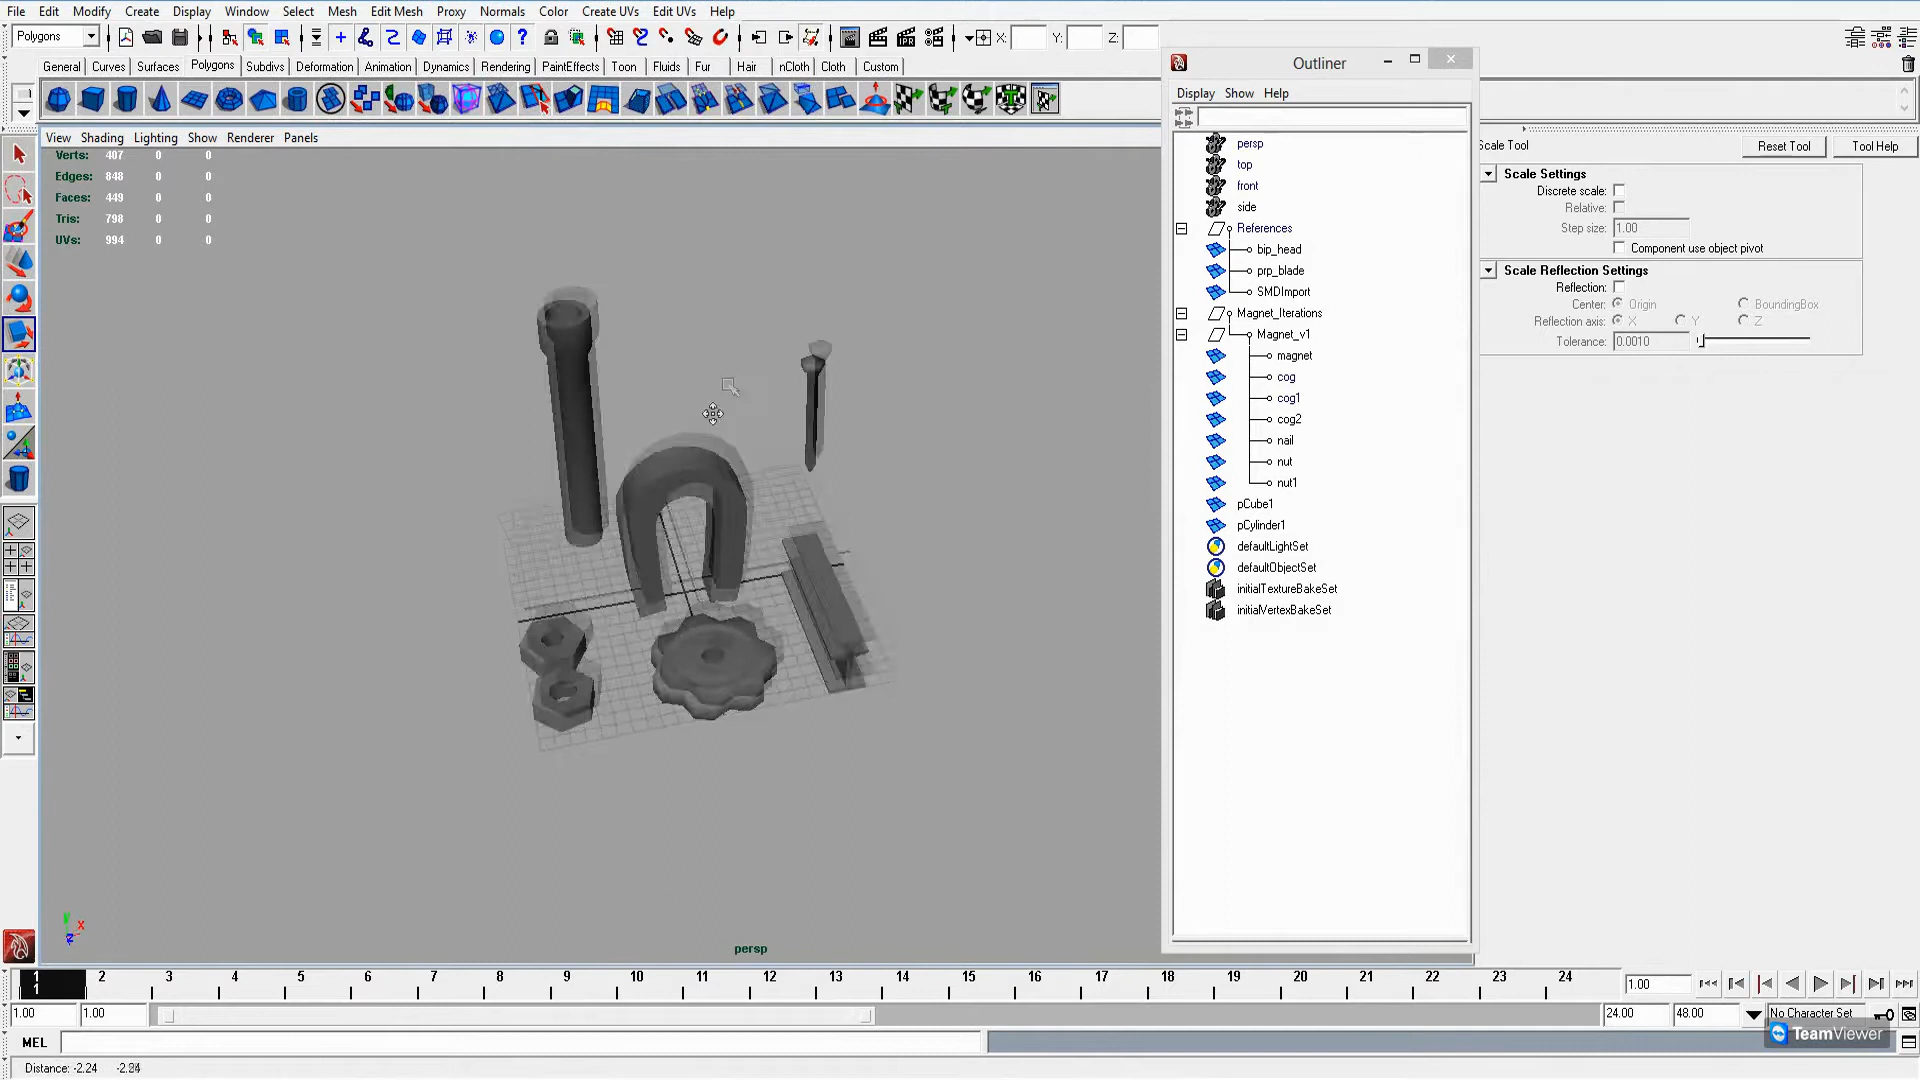 File Edit Modify Create Display Window Select Mesh Edit Mesh Proxy Normals Color Create UVs Edit UVs Help
Polygons X: Y: Z:
General Curves Surfaces Polygons Subdivs Deformation Animation Dynamics Rendering PaintEffects Toon Fluids Fur Hair nCloth Cloth Custom
View Shading Lighting Show Renderer Panels
Verts: 407 0 0
Edges: 848 0 0
Faces: 449 0 0
Tris: 798 0 0
UVs: 994 0 0
persp
Outliner
Display Show Help
persp
top
front
side
References
bip_head
prp_blade
SMDImport
Magnet_Iterations
Magnet_v1
magnet
cog
cog1
cog2
nail
nut
nut1
pCube1
pCylinder1
defaultLightSet
defaultObjectSet
initialTextureBakeSet
initialVertexBakeSet
Scale Tool Reset Tool Tool Help
Scale Settings
Discrete scale:
Relative:
Step size: 1.00
Component use object pivot
Scale Reflection Settings
Reflection:
Center: Origin BoundingBox
Reflection axis: X Y Z
Tolerance: 0.0010
1 2 3 4 5 6 7 8 9 10 11 12 13 14 15 16 17 18 19 20 21 22 23 24 1.00
1
1.00 1.00 24.00 48.00 No Character Set
MEL TeamViewer
Distance: -2.24 -2.24